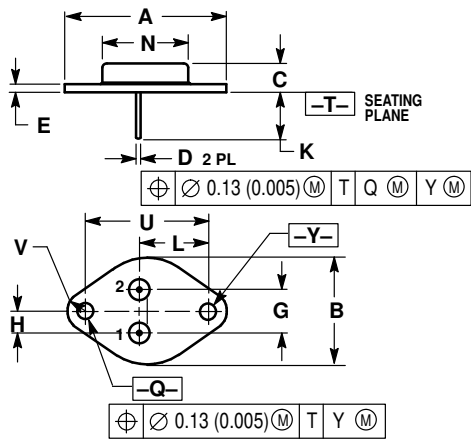 A
N
C
E
–T– SEATING
PLANE
K
D 2 PL
⌖ ∅ 0.13 (0.005) Ⓜ T Q Ⓜ Y Ⓜ
U
V
L
–Y–
2
H
G
B
1
–Q–
⌖ ∅ 0.13 (0.005) Ⓜ T Y Ⓜ